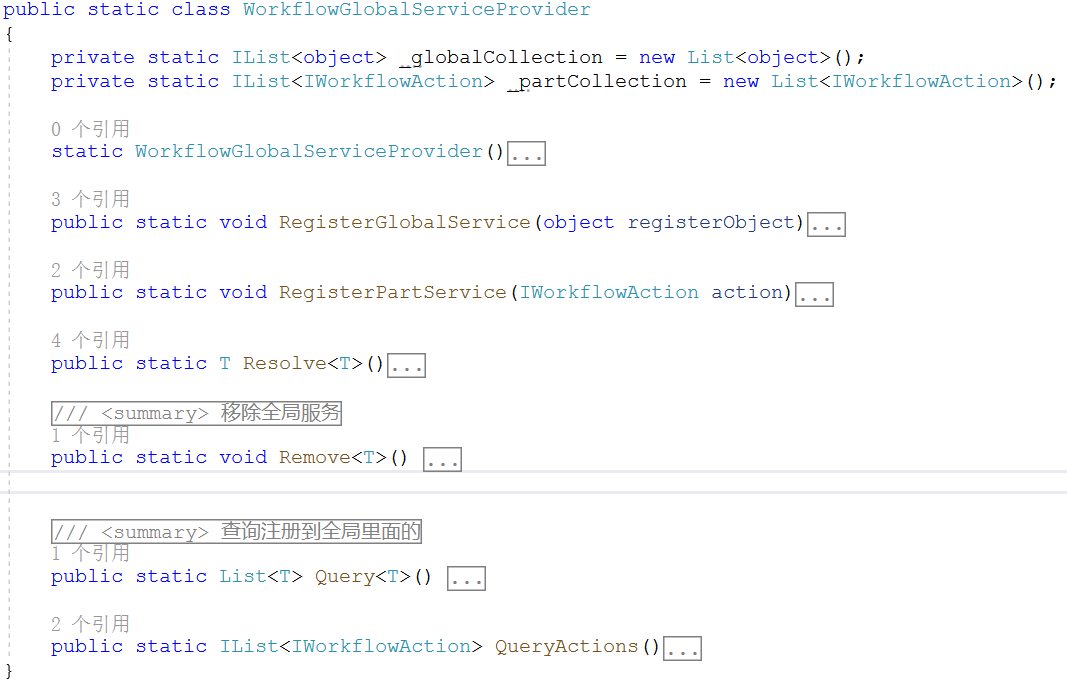 public static class WorkflowGlobalServiceProvider
{
private static IList<object> _globalCollection = new List<object>();
private static IList<IWorkflowAction> _partCollection = new List<IWorkflowAction>();
0 个引用
static WorkflowGlobalServiceProvider()...
3 个引用
public static void RegisterGlobalService(object registerObject)...
2 个引用
public static void RegisterPartService(IWorkflowAction action)...
4 个引用
public static T Resolve<T>()...
/// <summary> 移除全局服务
1 个引用
public static void Remove<T>() ...
/// <summary> 查询注册到全局里面的
1 个引用
public static List<T> Query<T>() ...
2 个引用
public static IList<IWorkflowAction> QueryActions()...
}